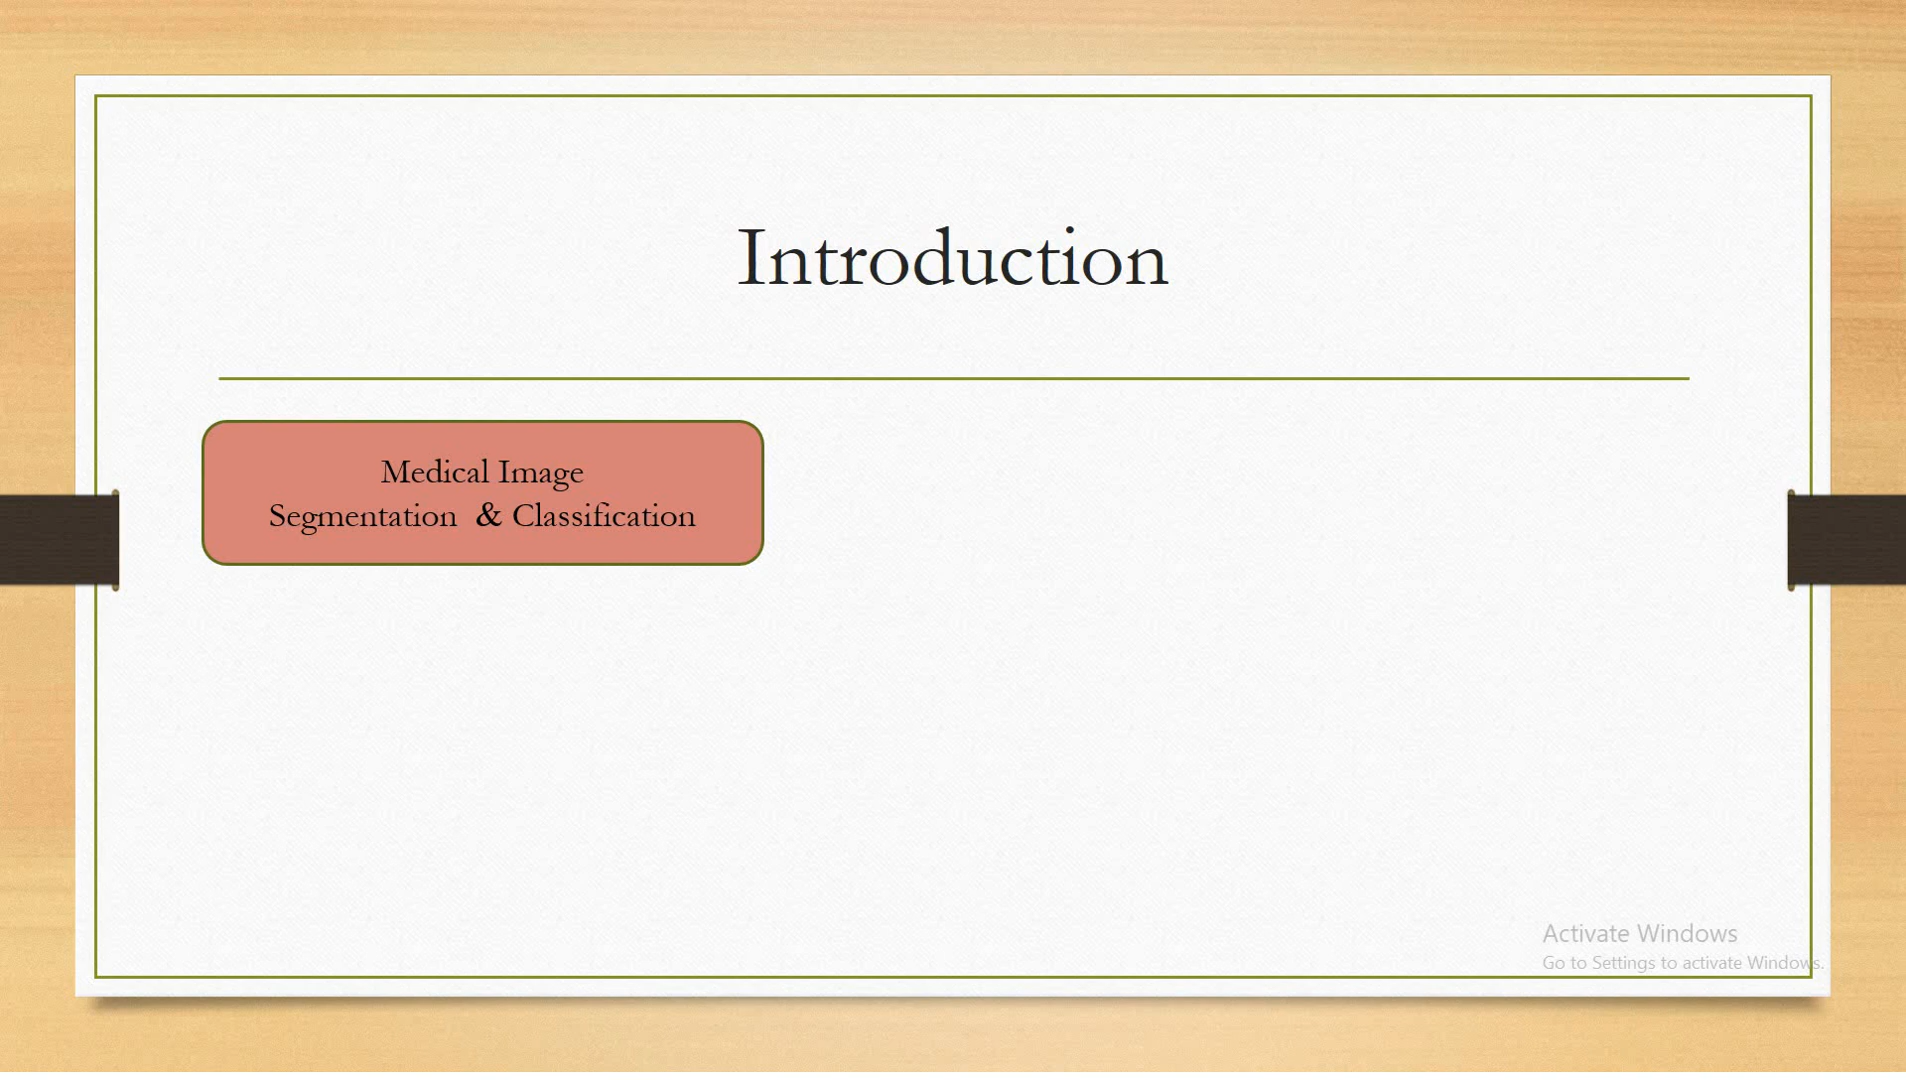 Introduction
Medical Image
Segmentation & Classification
Activate Windows
Go to Settings to activate Windows.